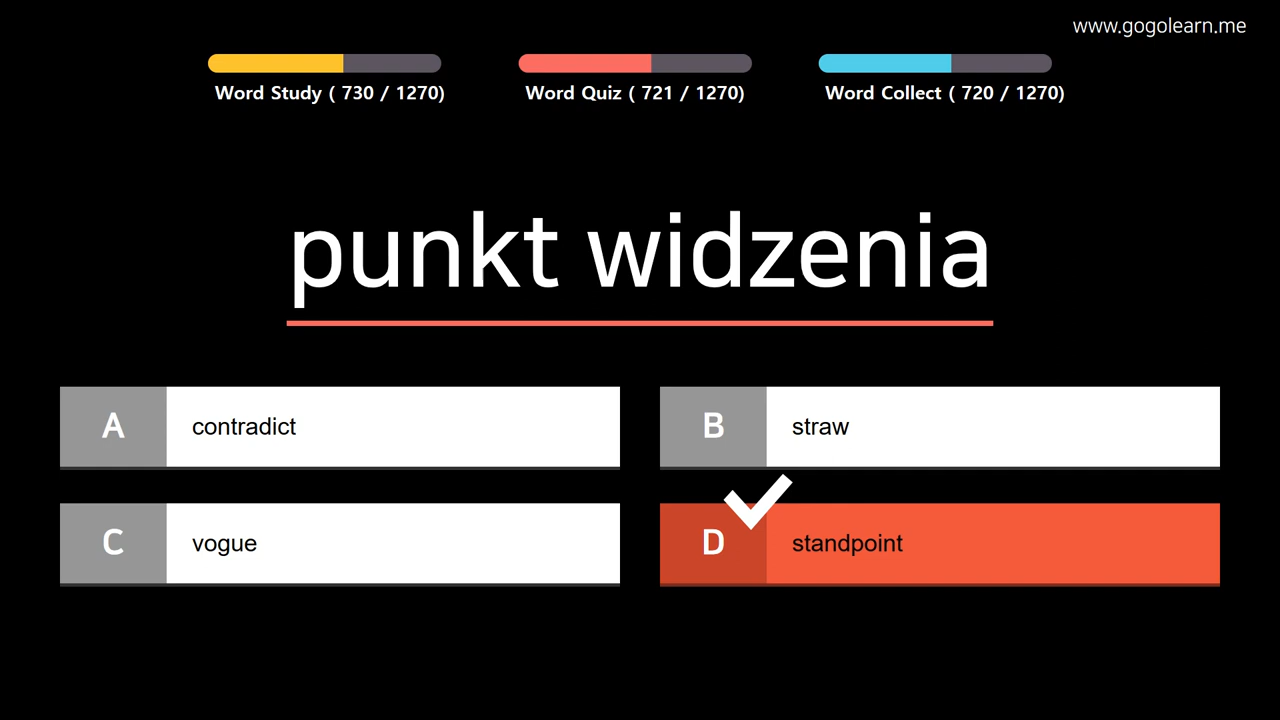 www.gogolearn.me
Word Study ( 730 / 1270)
Word Quiz ( 721 / 1270)
Word Collect ( 720 / 1270)
punkt widzenia
A contradict
B straw
C vogue
D standpoint